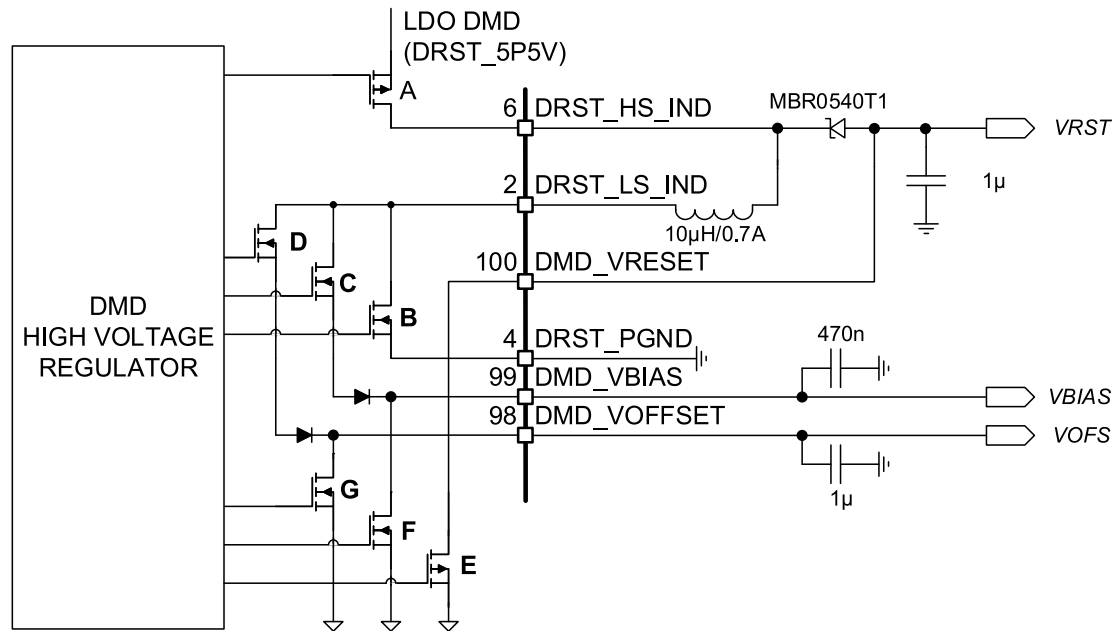 LDO DMD
(DRST_5P5V)
A
6 DRST_HS_IND
MBR0540T1
VRST
1µ
2 DRST_LS_IND
10µH/0.7A
D
C
B
100 DMD_VRESET
DMD
HIGH VOLTAGE
REGULATOR
4 DRST_PGND
470n
99 DMD_VBIAS
VBIAS
98 DMD_VOFFSET
VOFS
1µ
G
F
E